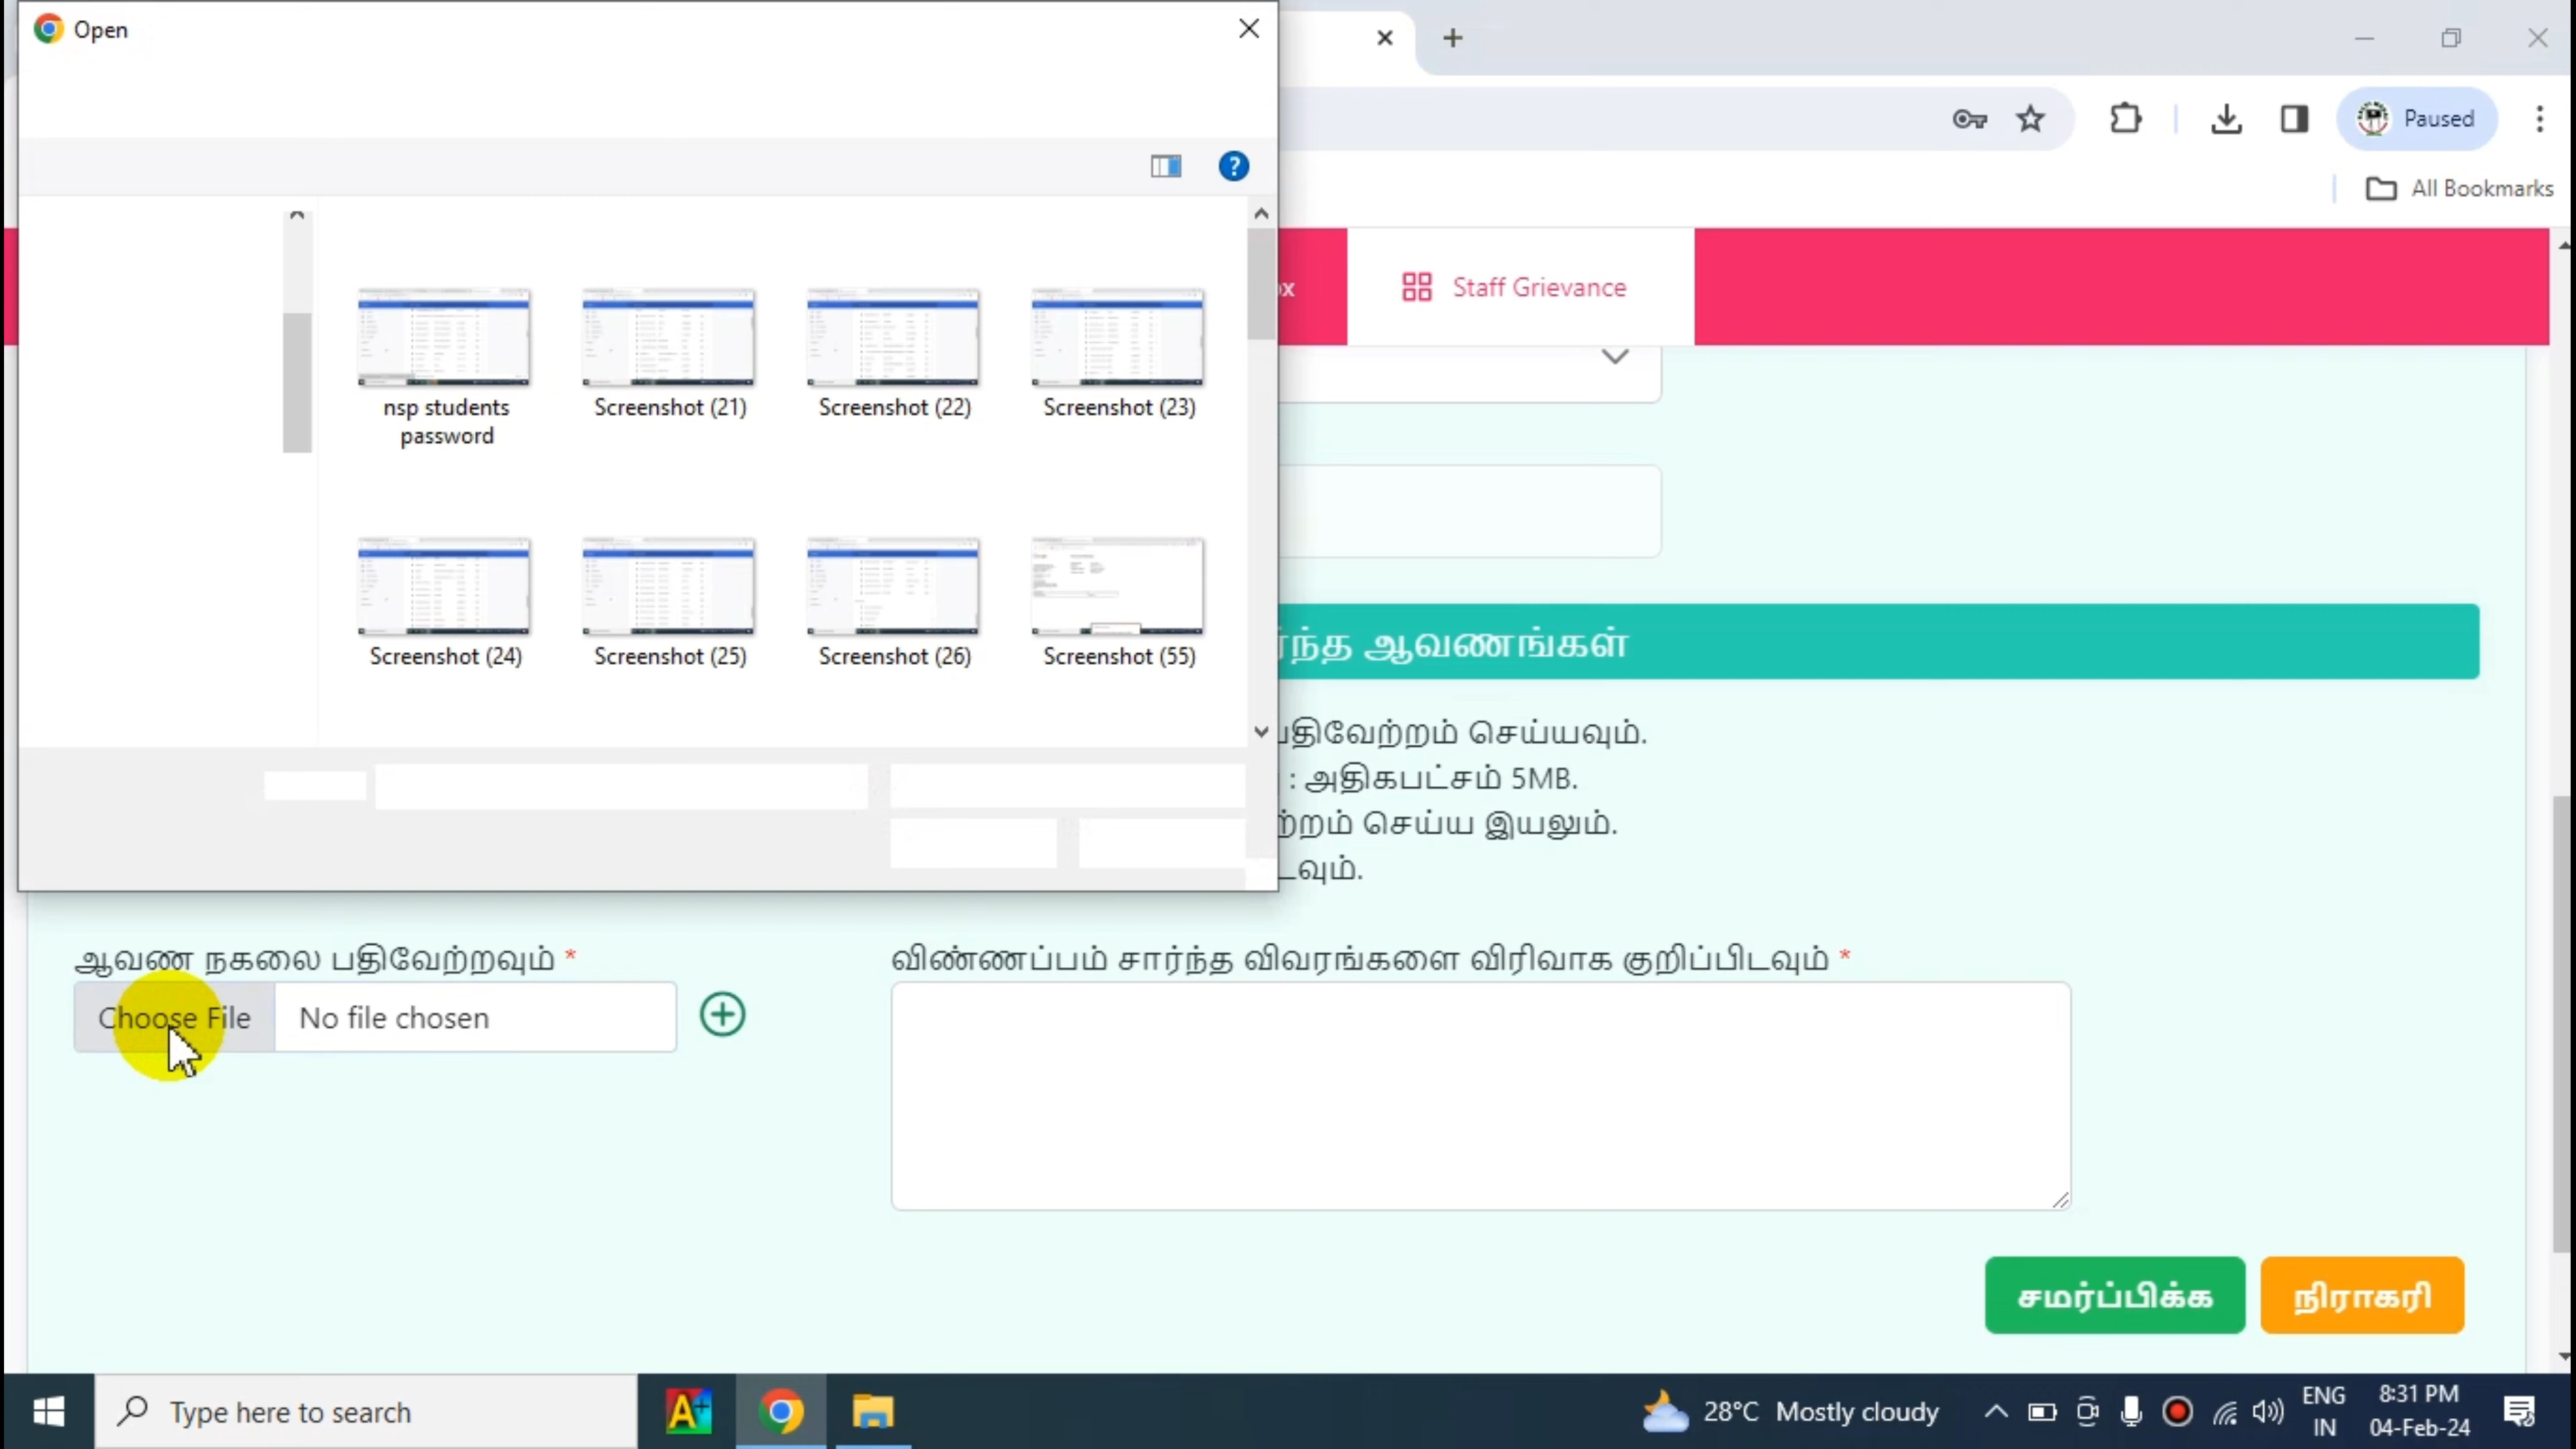 Open
Paused
All Bookmarks
Staff Grievance
nsp students
password
Screenshot (21)
Screenshot (22)
Screenshot (23)
Screenshot (24)
Screenshot (25)
Screenshot (26)
Screenshot (55)
ஆவணங்கள்
செய்யவும்.
: அதிகபட்சம் 5MB.
செய்ய இயலும்.
ஆவண நகலை பதிவேற்றவும் *
Choose File
No file chosen
விண்ணப்பம் சார்ந்த விவரங்களை விரிவாக குறிப்பிடவும் *
சமர்ப்பிக்க
நிராகரி
Type here to search
28°C Mostly cloudy
ENG
IN
8:31 PM
04-Feb-24